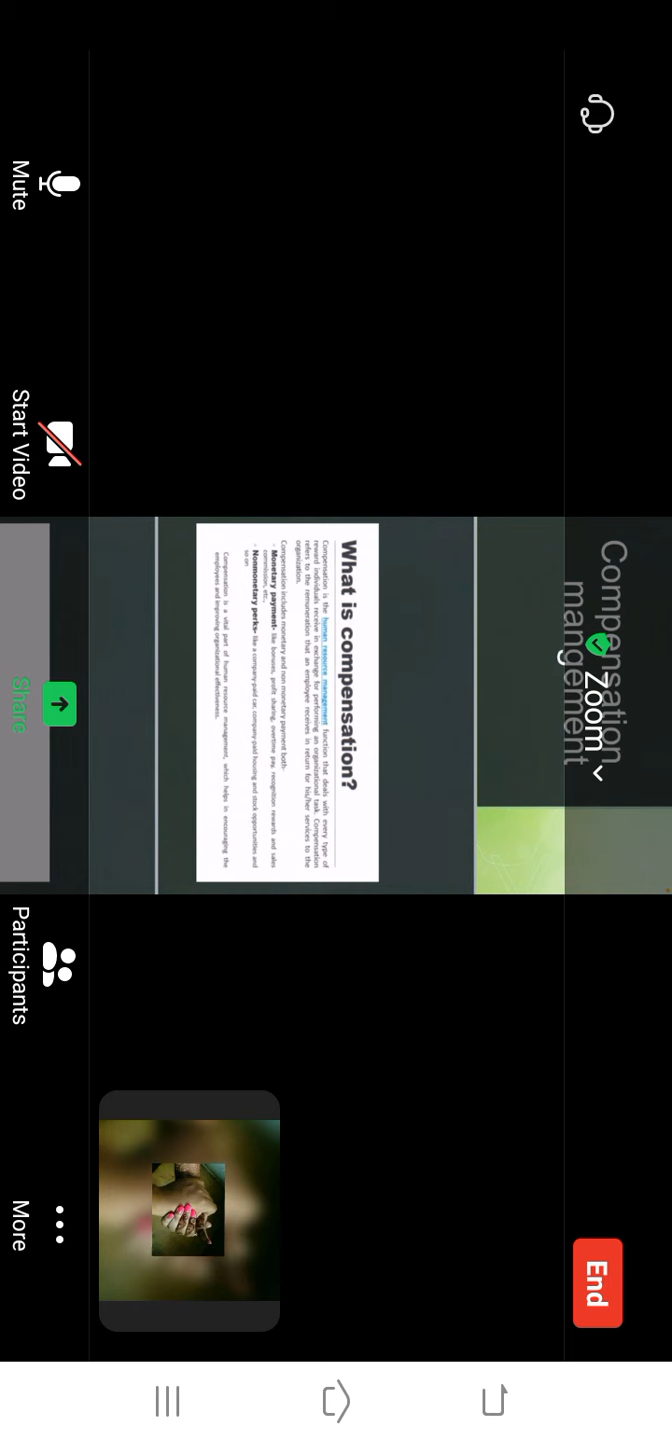 Compensation
mangement
Zoom
End
What is compensation?
Compensation is the human resource management function that deals with every type of
reward individuals receive in exchange for performing an organizational task. Compensation
refers to the remuneration that an employee receives in return for his/her services to the
organization.
Compensation includes monetary and non monetary payment both-
- Monetary payment- like bonuses, profit sharing, overtime pay, recognition rewards and sales
commission, etc.,
- Nonmonetary perks- like a company-paid car, company-paid housing and stock opportunities and
so on
Compensation is a vital part of human resource management, which helps in encouraging the
employees and improving organizational effectiveness.
Mute
Start Video
Share
Participants
More